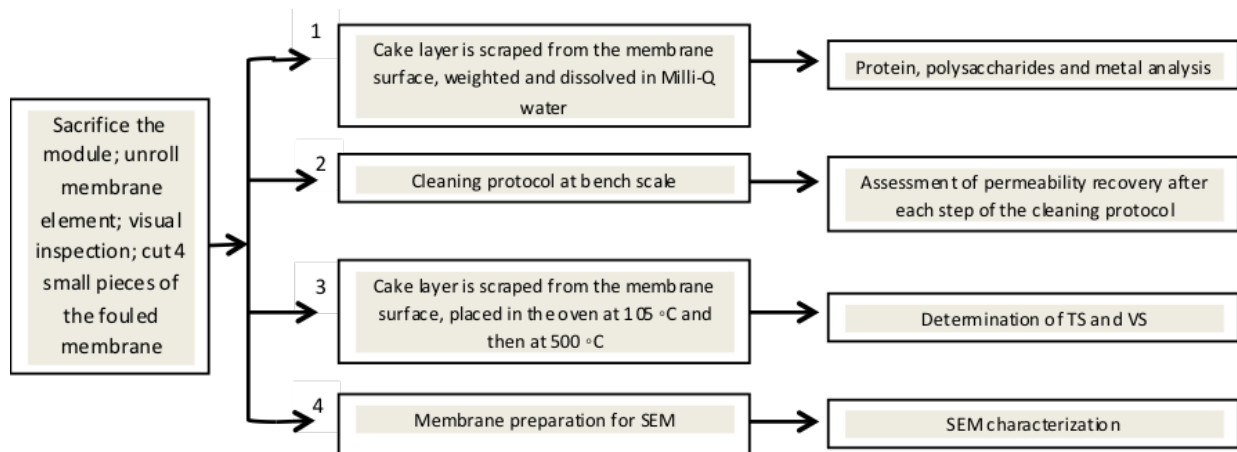 Sacrifice the
module; unroll
membrane
element; visual
inspection; cut 4
small pieces of
the fouled
membrane
1
Cake layer is scraped from the membrane
surface, weighted and dissolved in Milli-Q
water
Protein, polysaccharides and metal analysis
2
Cleaning protocol at bench scale
Assessment of permeability recovery after
each step of the cleaning protocol
3
Cake layer is scraped from the membrane
surface, placed in the oven at 105 ◦C and
then at 500 ◦C
Determination of TS and VS
4
Membrane preparation for SEM
SEM characterization